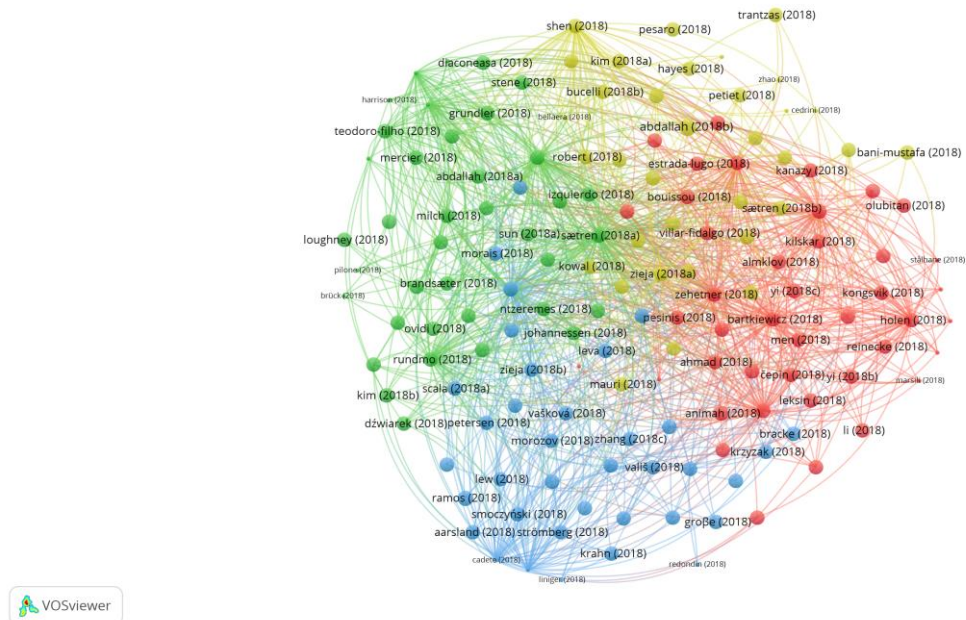 trantzas (2018)
shen (2018)
pesaro (2018)
diaconeasa (2018)
kim (2018a)
hayes (2018)
stene (2018)
zhao (2018)
bucelli (2018b)
petiet (2018)
harrison (2018)
grundler (2018)
bellaera (2018)
cedrini (2018)
teodoro-filho (2018)
abdallah (2018b)
mercier (2018)
robert (2018)
estrada-lugo (2018)
bani-mustafa (2018)
kanazy (2018)
abdallah (2018a)
izquierdo (2018)
bouissou (2018)
olubitan (2018)
milch (2018)
sætren (2018b)
loughney (2018)
sun (2018a)
sætren (2018a)
villar-fidalgo (2018)
kilskar (2018)
morais (2018)
stålhane (2018)
pilone (2018)
kowal (2018)
zieja (2018a)
almklov (2018)
brandsæter (2018)
brück (2018)
zehetner (2018)
yi (2018c)
kongsvik (2018)
ntzeremes (2018)
pesinis (2018)
bartkiewicz (2018)
holen (2018)
ovidi (2018)
johannessen (2018)
men (2018)
reinecke (2018)
leva (2018)
rundmo (2018)
zieja (2018b)
ahmad (2018)
čepin (2018)
yi (2018b)
marsili (2018)
scala (2018a)
mauri (2018)
kim (2018b)
leksin (2018)
vašková (2018)
animah (2018)
dźwiarek (2018)
petersen (2018)
li (2018)
bracke (2018)
morozov (2018)
zhang (2018c)
krzyzak (2018)
vališ (2018)
lew (2018)
ramos (2018)
smoczyński (2018)
große (2018)
aarsland (2018)
strömberg (2018)
krahn (2018)
cadete (2018)
redondin (2018)
liniger (2018)
VOSviewer